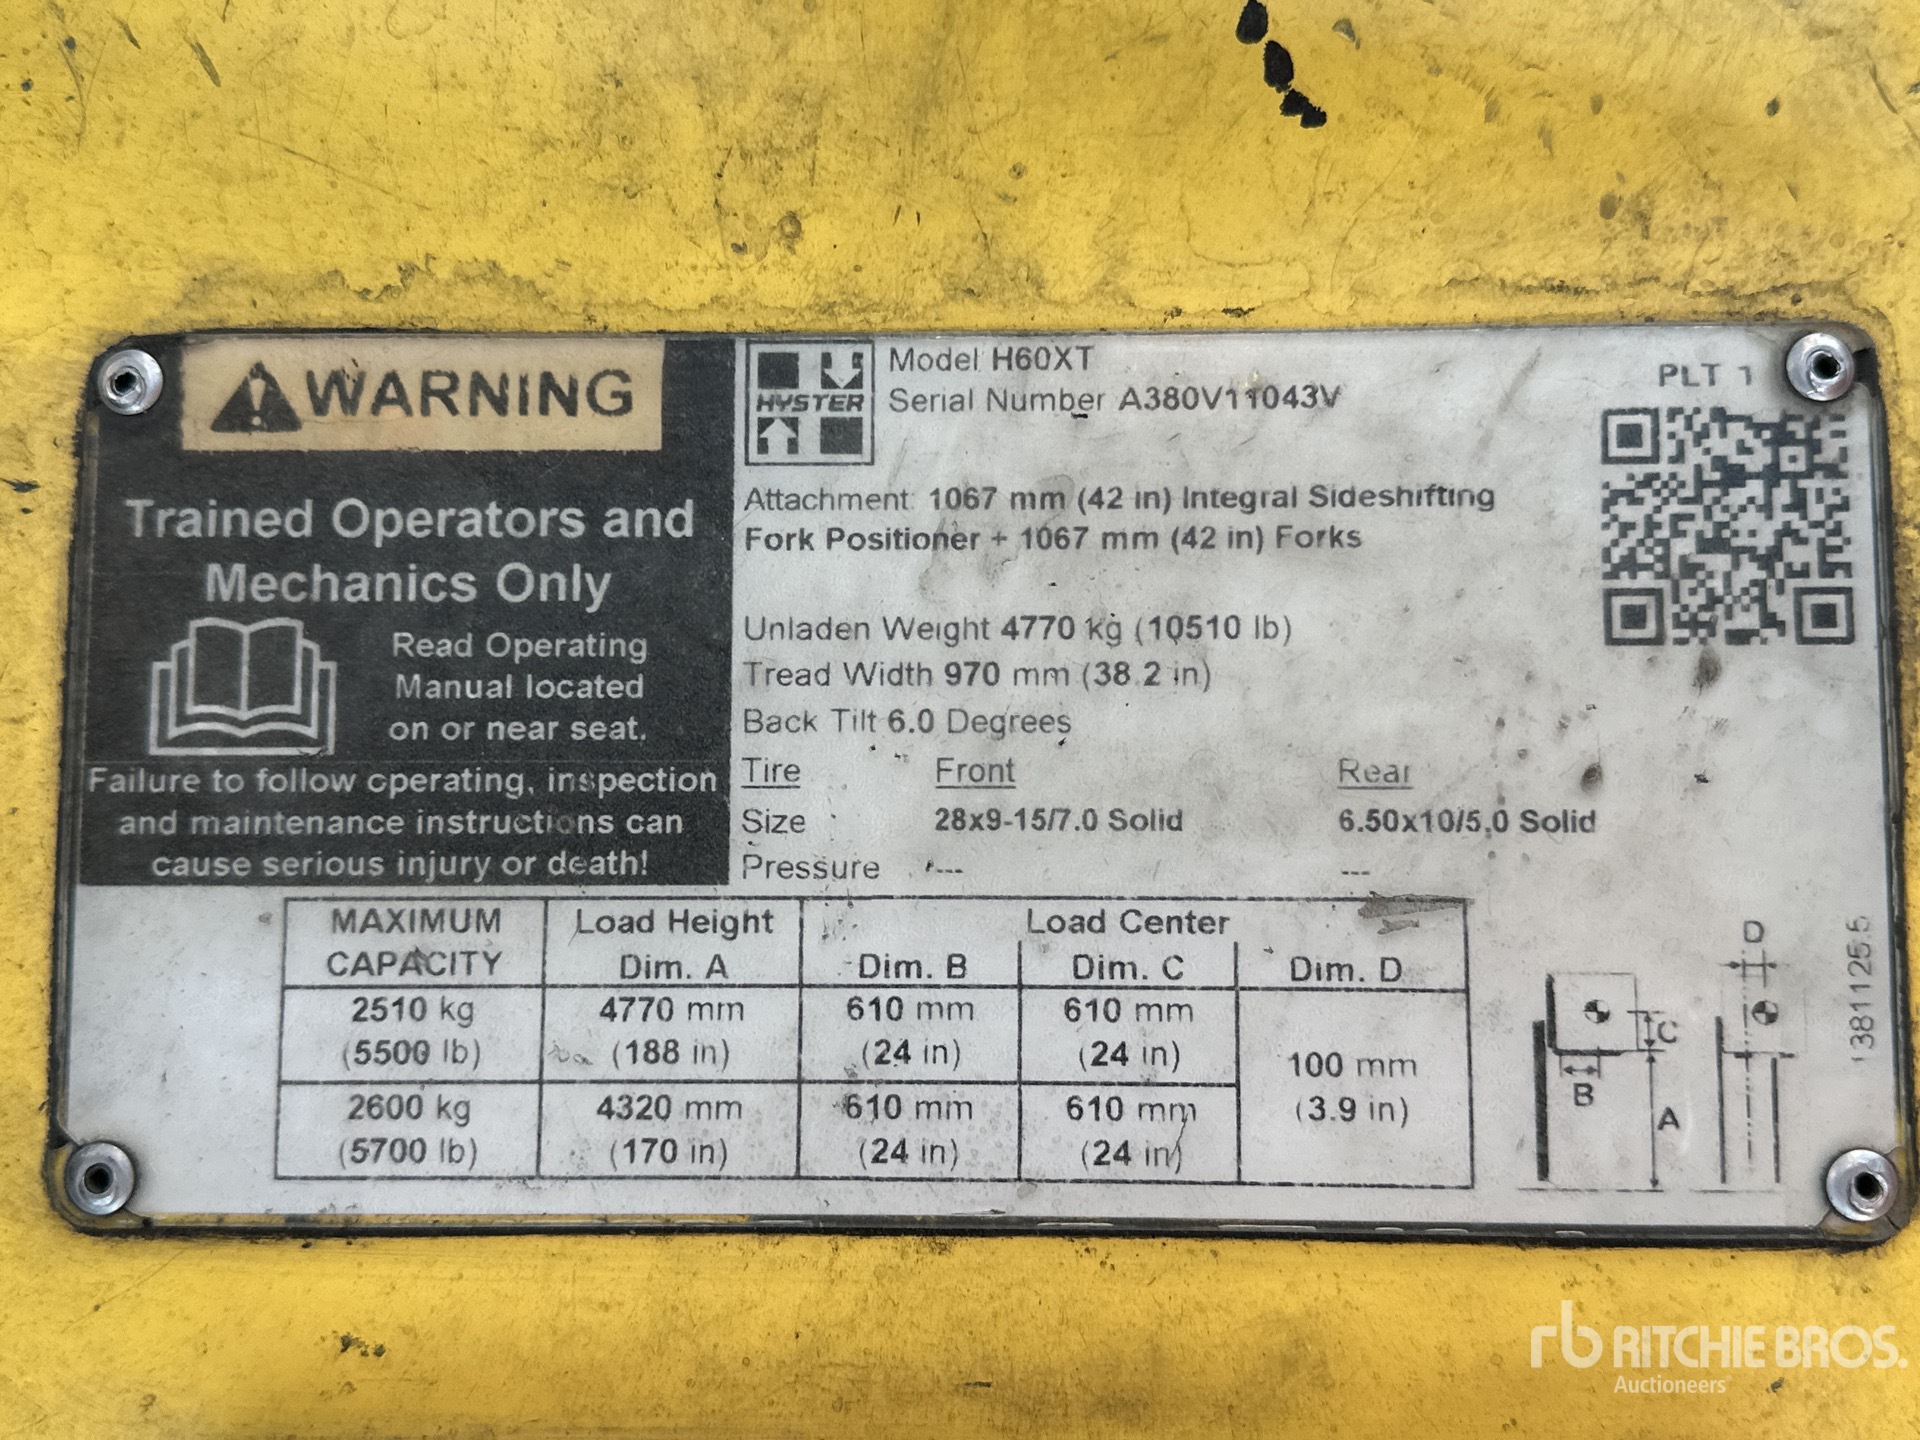 WARNING
Trained Operators and
Mechanics Only
Read Operating
Manual located
on or near seat.
Failure to follow operating, inspection
and maintenance instructions can
cause serious injury or death!
HYSTER
Model H60XT
Serial Number A380V11043V
PLT 1
Attachment: 1067 mm (42 in) Integral Sideshifting
Fork Positioner + 1067 mm (42 in) Forks
Unladen Weight 4770 kg (10510 lb)
Tread Width 970 mm (38.2 in)
Back Tilt 6.0 Degrees
Tire Front Rear
Size 28x9-15/7.0 Solid 6.50x10/5.0 Solid
Pressure --- ---
MAXIMUM Load Height Load Center
CAPACITY Dim. A Dim. B Dim. C Dim. D
2510 kg 4770 mm 610 mm 610 mm
(5500 lb) (188 in) (24 in) (24 in)
100 mm
(3.9 in)
2600 kg 4320 mm 610 mm 610 mm
(5700 lb) (170 in) (24 in) (24 in)
B
C
A
D
1381125.5
rb RITCHIE BROS.
Auctioneers